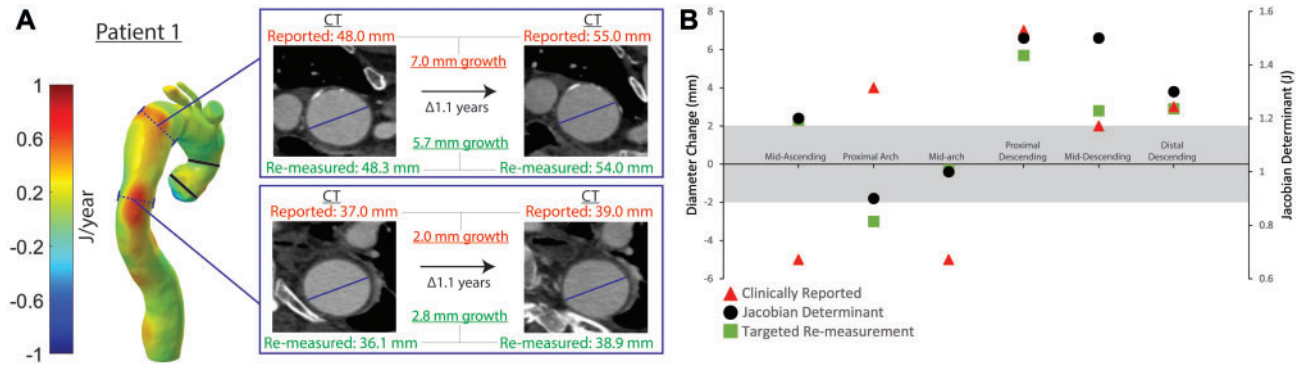 A
Patient 1
1
0.6
0.2
-0.2
-0.6
-1
J/year
CT
Reported: 48.0 mm
CT
Reported: 55.0 mm
7.0 mm growth
Δ1.1 years
5.7 mm growth
Re-measured: 48.3 mm
Re-measured: 54.0 mm
CT
Reported: 37.0 mm
CT
Reported: 39.0 mm
2.0 mm growth
Δ1.1 years
2.8 mm growth
Re-measured: 36.1 mm
Re-measured: 38.9 mm
B
8
6
4
2
0
-2
-4
-6
Diameter Change (mm)
Mid-Ascending
Proximal Arch
Mid-arch
Proximal
Descending
Mid-Descending
Distal
Descending
1.6
1.4
1.2
1
0.8
0.6
Jacobian Determinant (J)
Clinically Reported
Jacobian Determinant
Targeted Re-measurement